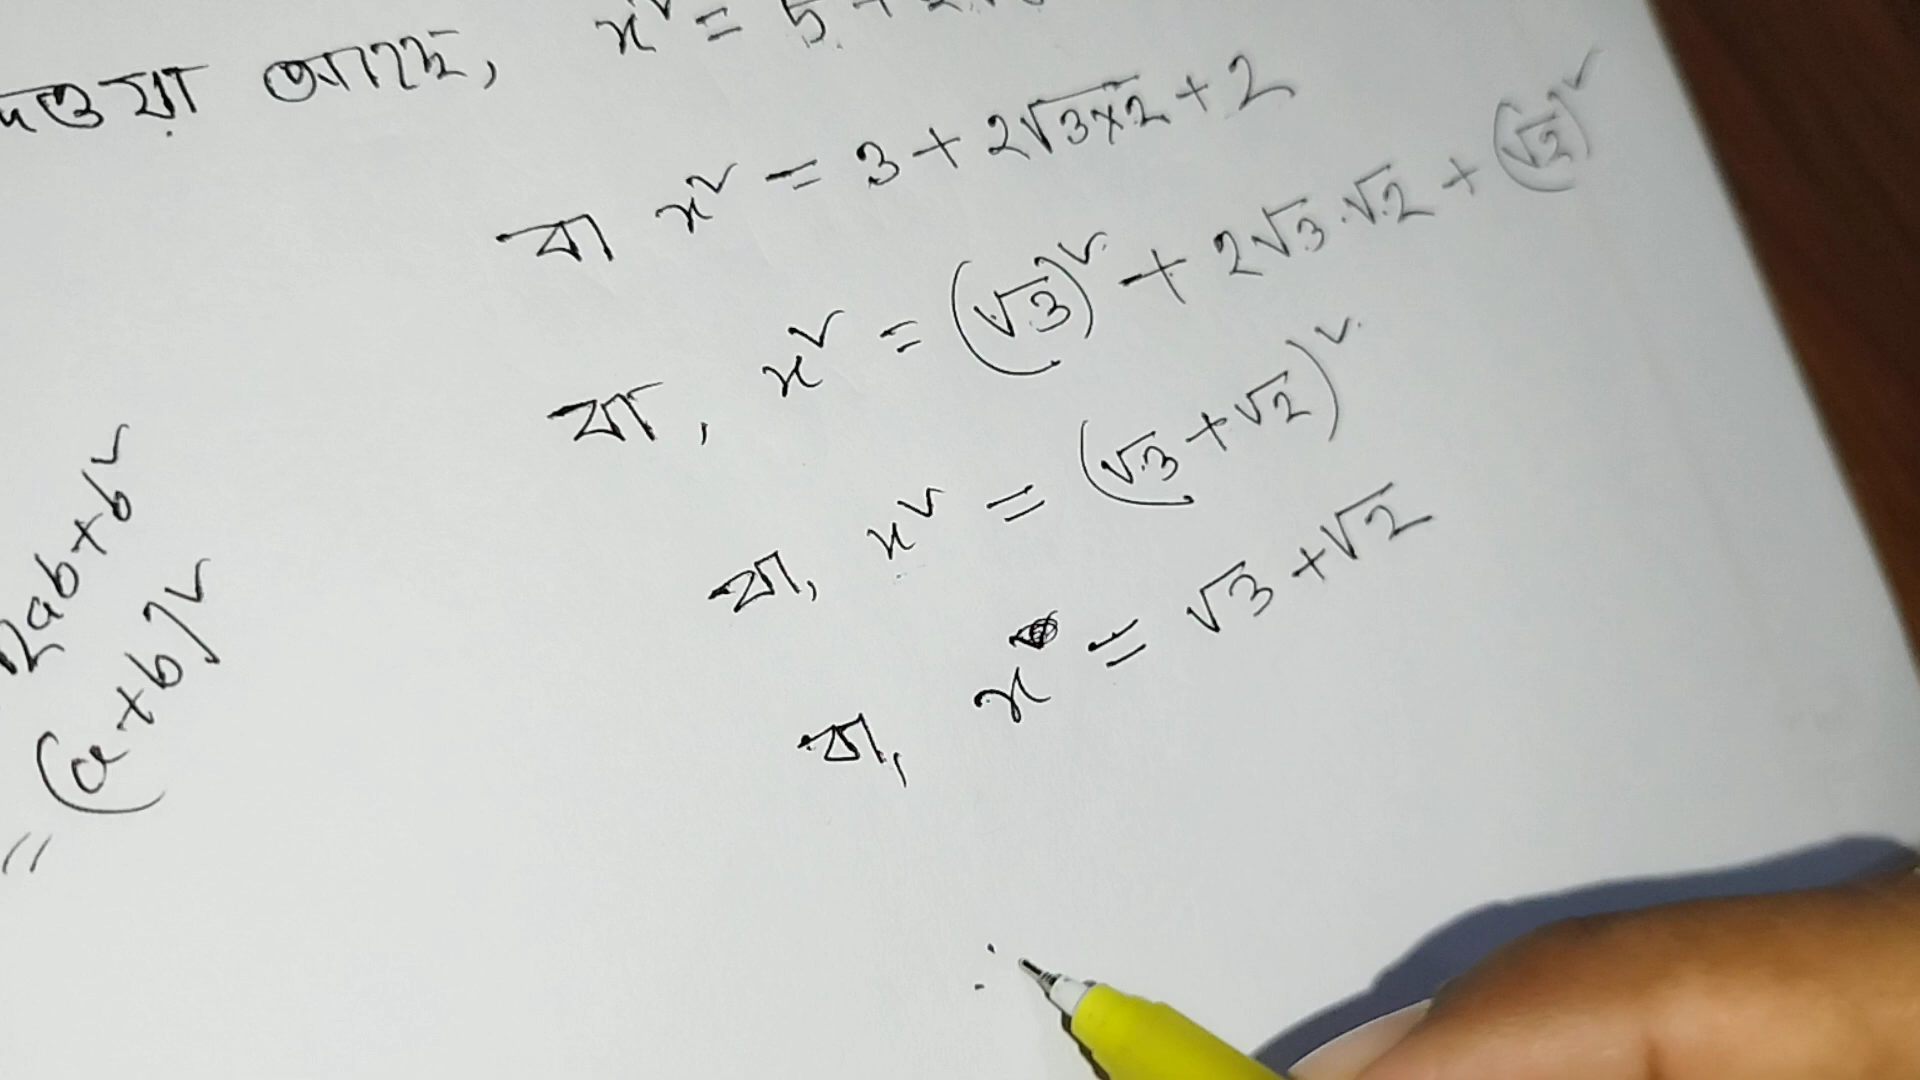 দেওয়া আছে, x² = 5 + 2
বা x² = 3 + 2√3×2 + 2
বা, x² = (√3)² + 2√3.√2 + (√2)²
বা, x² = (√3 + √2)²
বা, x = √3 + √2
2ab + b²
= (a + b)²
∴